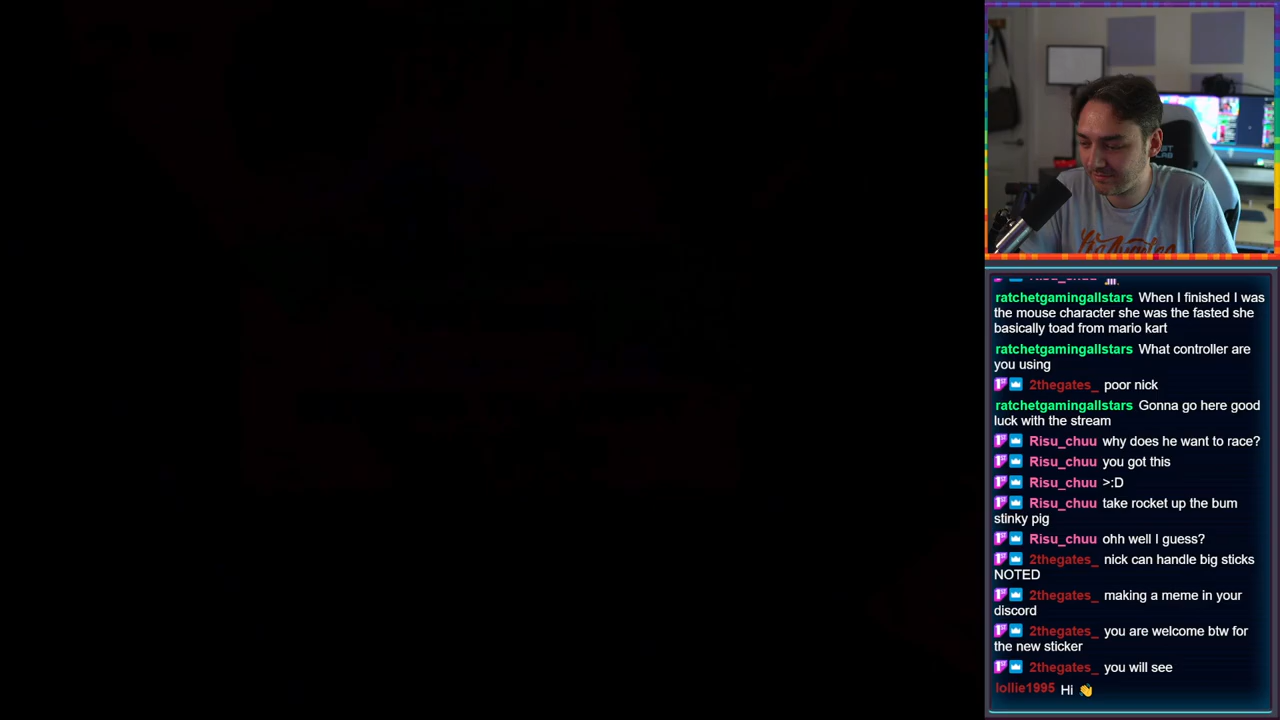 ratchetgamingallstars When I finished I was
the mouse character she was the fasted she
basically toad from mario kart
ratchetgamingallstars What controller are
you using
2thegates_ poor nick
ratchetgamingallstars Gonna go here good
luck with the stream
Risu_chuu why does he want to race?
Risu_chuu you got this
Risu_chuu >:D
Risu_chuu take rocket up the bum
stinky pig
Risu_chuu ohh well I guess?
2thegates_ nick can handle big sticks
NOTED
2thegates_ making a meme in your
discord
2thegates_ you are welcome btw for
the new sticker
2thegates_ you will see
lollie1995 Hi 👋